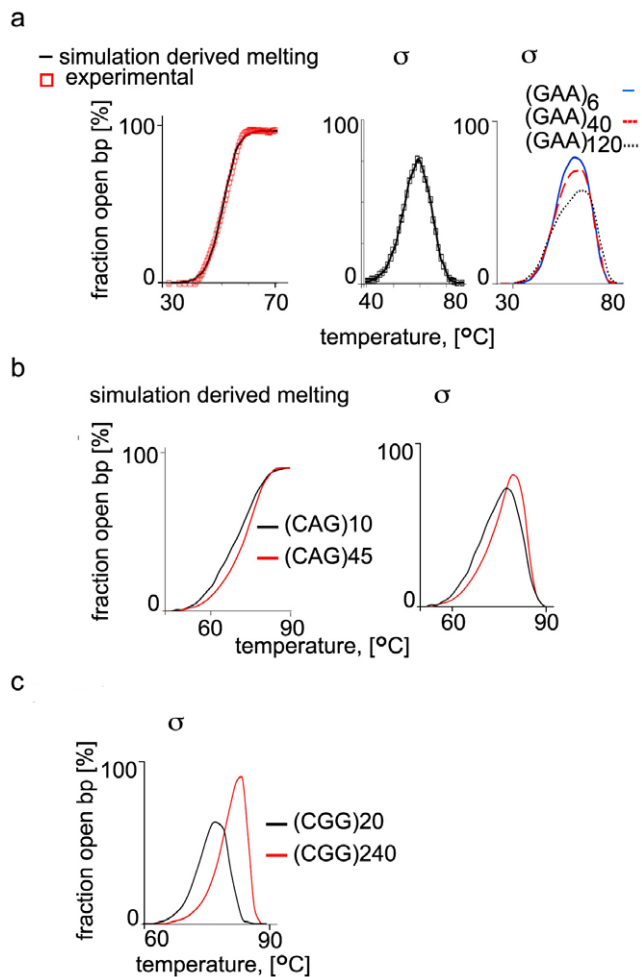 a
– simulation derived melting
experimental
σ
σ
(GAA)6
(GAA)40
(GAA)120
fraction open bp [%]
100
0
30
70
100
0
40
80
100
0
30
80
temperature, [°C]
b
simulation derived melting
σ
fraction open bp [%]
100
0
60
90
(CAG)10
(CAG)45
100
0
60
90
temperature, [°C]
c
σ
fraction open bp [%]
100
0
60
90
(CGG)20
(CGG)240
temperature, [°C]